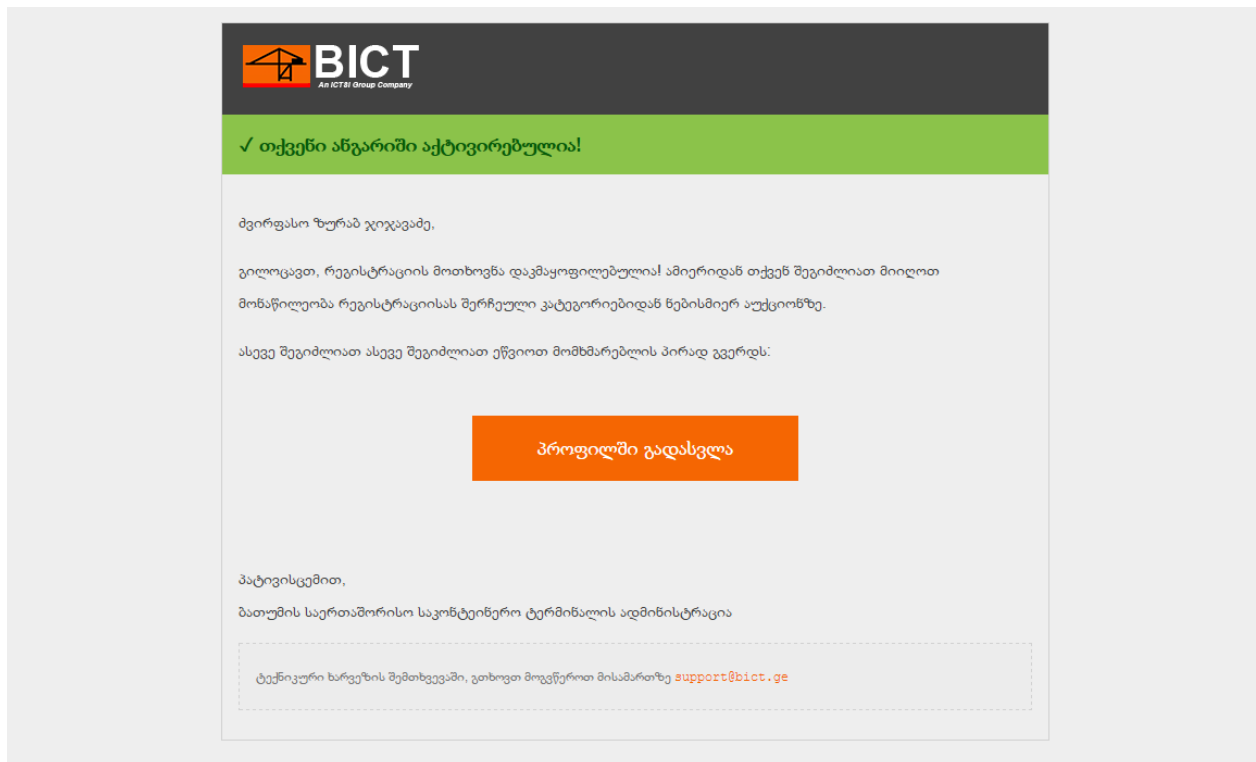 BICT
An ICTSI Group Company
✓ თქვენი ანგარიში აქტივირებულია!
ძვირფასო ზურაბ ჯიჯავაძე,
გილოცავთ, რეგისტრაციის მოთხოვნა დაკმაყოფილებულია! ამიერიდან თქვენ შეგიძლიათ მიიღოთ
მონაწილეობა რეგისტრაციისას შერჩეული კატეგორიებიდან ნებისმიერ აუქციონზე.
ასევე შეგიძლიათ ასევე შეგიძლიათ ეწვიოთ მომხმარებლის პირად გვერდს:
პროფილში გადასვლა
პატივისცემით,
ბათუმის საერთაშორისო საკონტეინერო ტერმინალის ადმინისტრაცია
ტექნიკური ხარვეზის შემთხვევაში, გთხოვთ მოგვწეროთ მისამართზე support@bict.ge